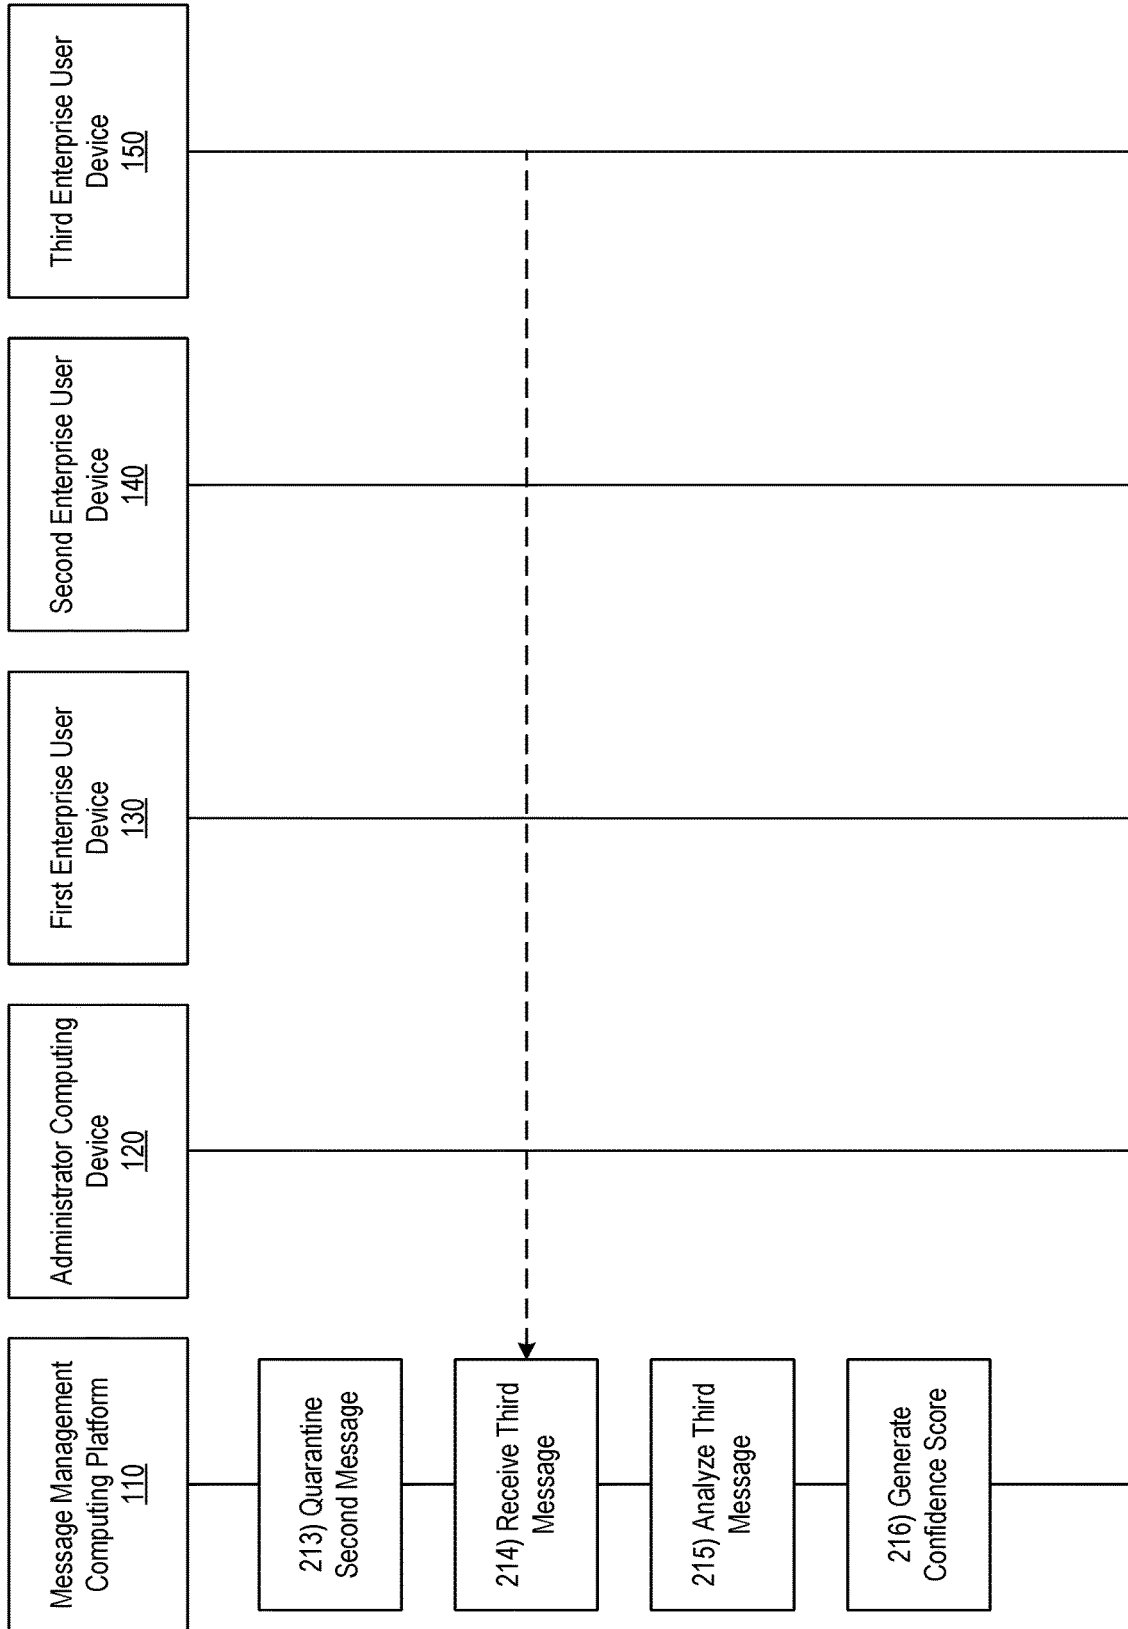 Message Management
Computing Platform
110
Administrator Computing
Device
120
First Enterprise User
Device
130
Second Enterprise User
Device
140
Third Enterprise User
Device
150
213) Quarantine
Second Message
214) Receive Third
Message
215) Analyze Third
Message
216) Generate
Confidence Score